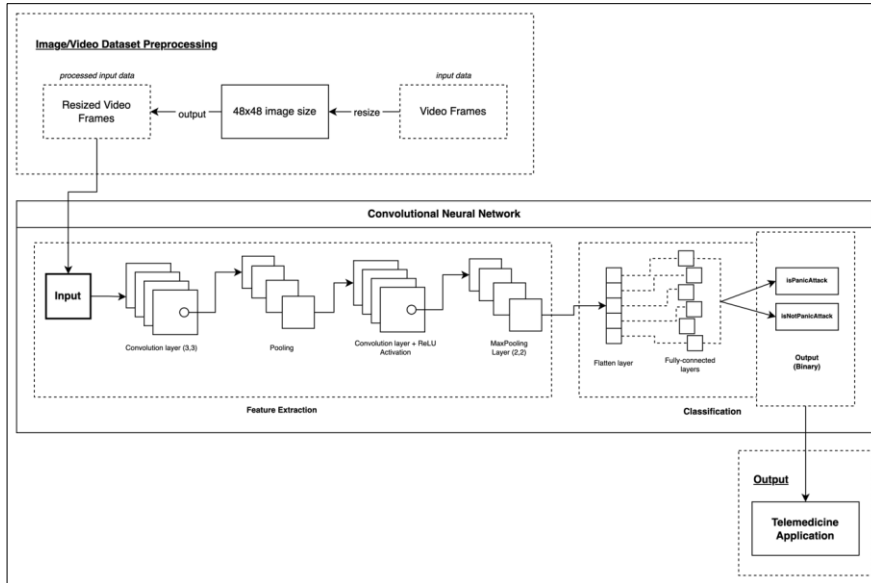 Image/Video Dataset Preprocessing
processed input data
input data
Resized Video
Frames
output
48x48 image size
resize
Video Frames
Convolutional Neural Network
Input
Convolution layer (3,3)
Pooling
Convolution layer + ReLU
Activation
MaxPooling
Layer (2,2)
Flatten layer
Fully-connected
layers
isPanicAttack
isNotPanicAttack
Output
(Binary)
Feature Extraction
Classification
Output
Telemedicine
Application